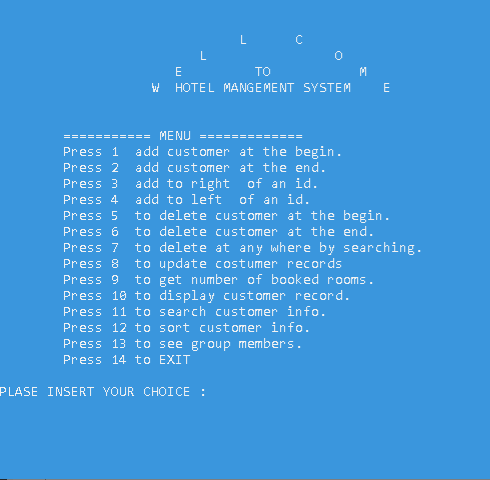 L C
L O
E TO M
W HOTEL MANGEMENT SYSTEM E
=========== MENU =============
Press 1 add customer at the begin.
Press 2 add customer at the end.
Press 3 add to right of an id.
Press 4 add to left of an id.
Press 5 to delete customer at the begin.
Press 6 to delete customer at the end.
Press 7 to delete at any where by searching.
Press 8 to update costumer records
Press 9 to get number of booked rooms.
Press 10 to display customer record.
Press 11 to search customer info.
Press 12 to sort customer info.
Press 13 to see group members.
Press 14 to EXIT
PLASE INSERT YOUR CHOICE :